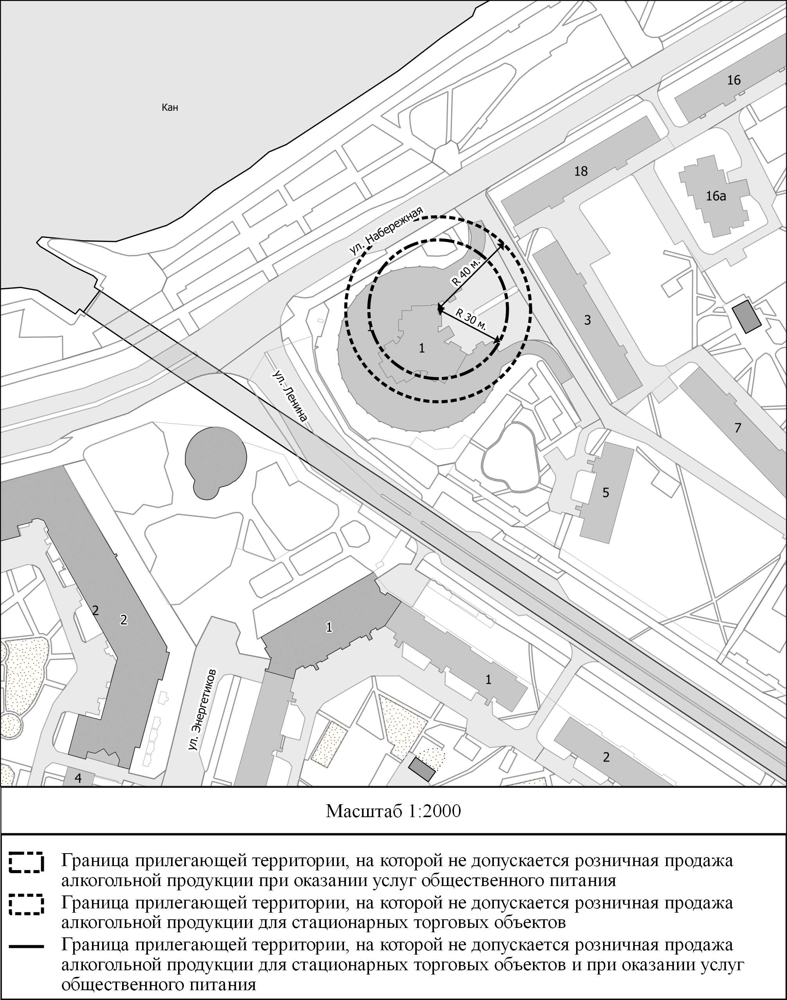 Кан
16
18
16а
ул. Набережная
R 40 м.
R 30 м.
3
1
1
ул. Ленина
7
5
2
2
1
1
ул. Энергетиков
2
4
Масштаб 1:2000
Граница прилегающей территории, на которой не допускается розничная продажа
алкогольной продукции при оказании услуг общественного питания
Граница прилегающей территории, на которой не допускается розничная продажа
алкогольной продукции для стационарных торговых объектов
Граница прилегающей территории, на которой не допускается розничная продажа
алкогольной продукции для стационарных торговых объектов и при оказании услуг
общественного питания